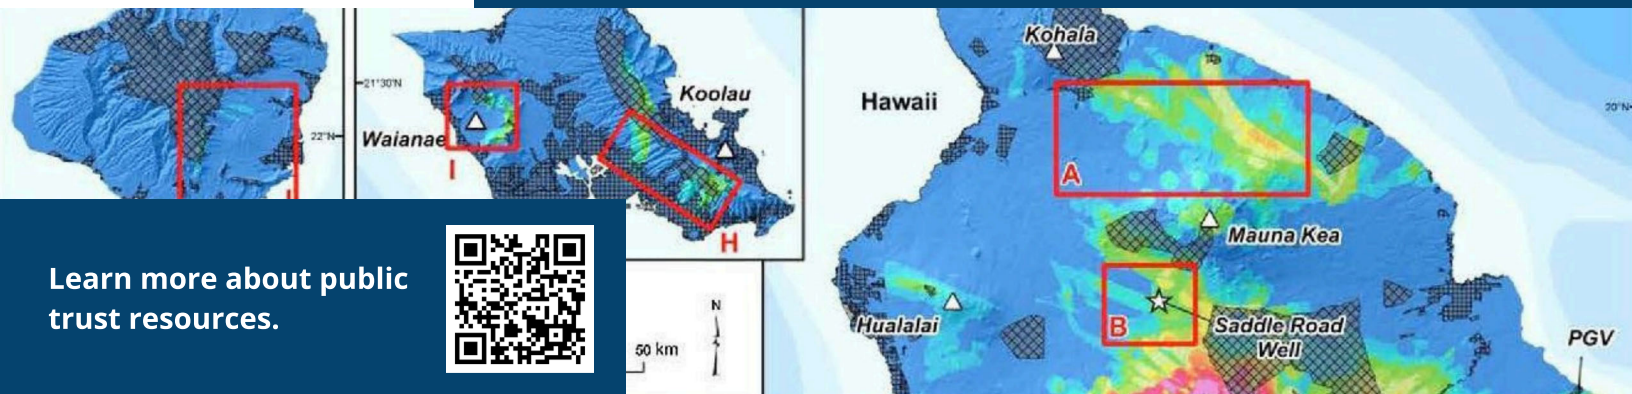 Kohala
21°30'N
Koolau
Hawaii
20°N
22°N
Waianae
I
A
H
Mauna Kea
Learn more about public
trust resources.
N
B
Hualalai
Saddle Road
Well
50 km
PGV